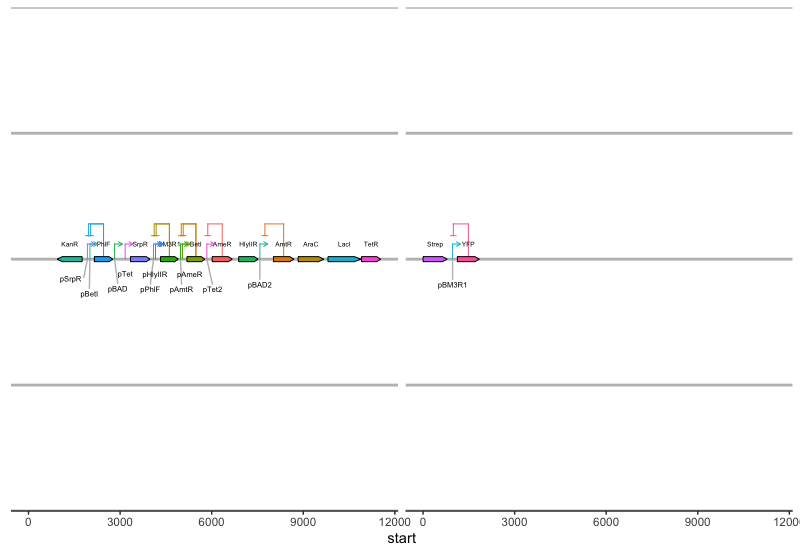 KanR PhlF SrpR BM3R1 BetI AmeR HlyIIR AmtR AraC LacI TetR Strep YFP
pSrpR pTet pHlyIIR pAmeR
pBetI pBAD pPhlF pAmtR pTet2 pBAD2 pBM3R1
0 3000 6000 9000 12000 0 3000 6000 9000
start